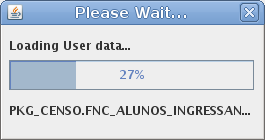 Please Wait...
Loading User data...
27%
PKG_CENSO.FNC_ALUNOS_INGRESSAN...